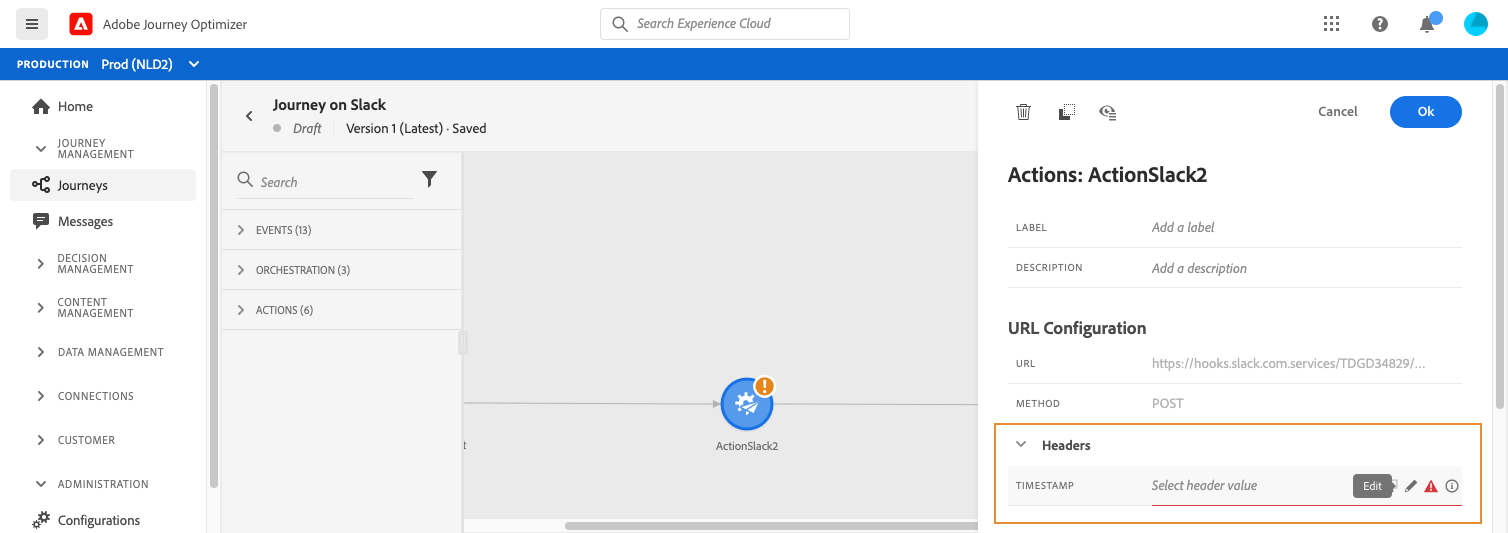 Adobe Journey Optimizer
Search Experience Cloud
PRODUCTION Prod (NLD2)
Home
JOURNEY
MANAGEMENT
Journeys
Messages
DECISION
MANAGEMENT
CONTENT
MANAGEMENT
DATA MANAGEMENT
CONNECTIONS
CUSTOMER
ADMINISTRATION
Configurations
Journey on Slack
Draft Version 1 (Latest) · Saved
Search
EVENTS (13)
ORCHESTRATION (3)
ACTIONS (6)
t
ActionSlack2
Cancel
Ok
Actions: ActionSlack2
LABEL Add a label
DESCRIPTION Add a description
URL Configuration
URL https://hooks.slack.com.services/TDGD34829/...
METHOD POST
Headers
TIMESTAMP Select header value Edit